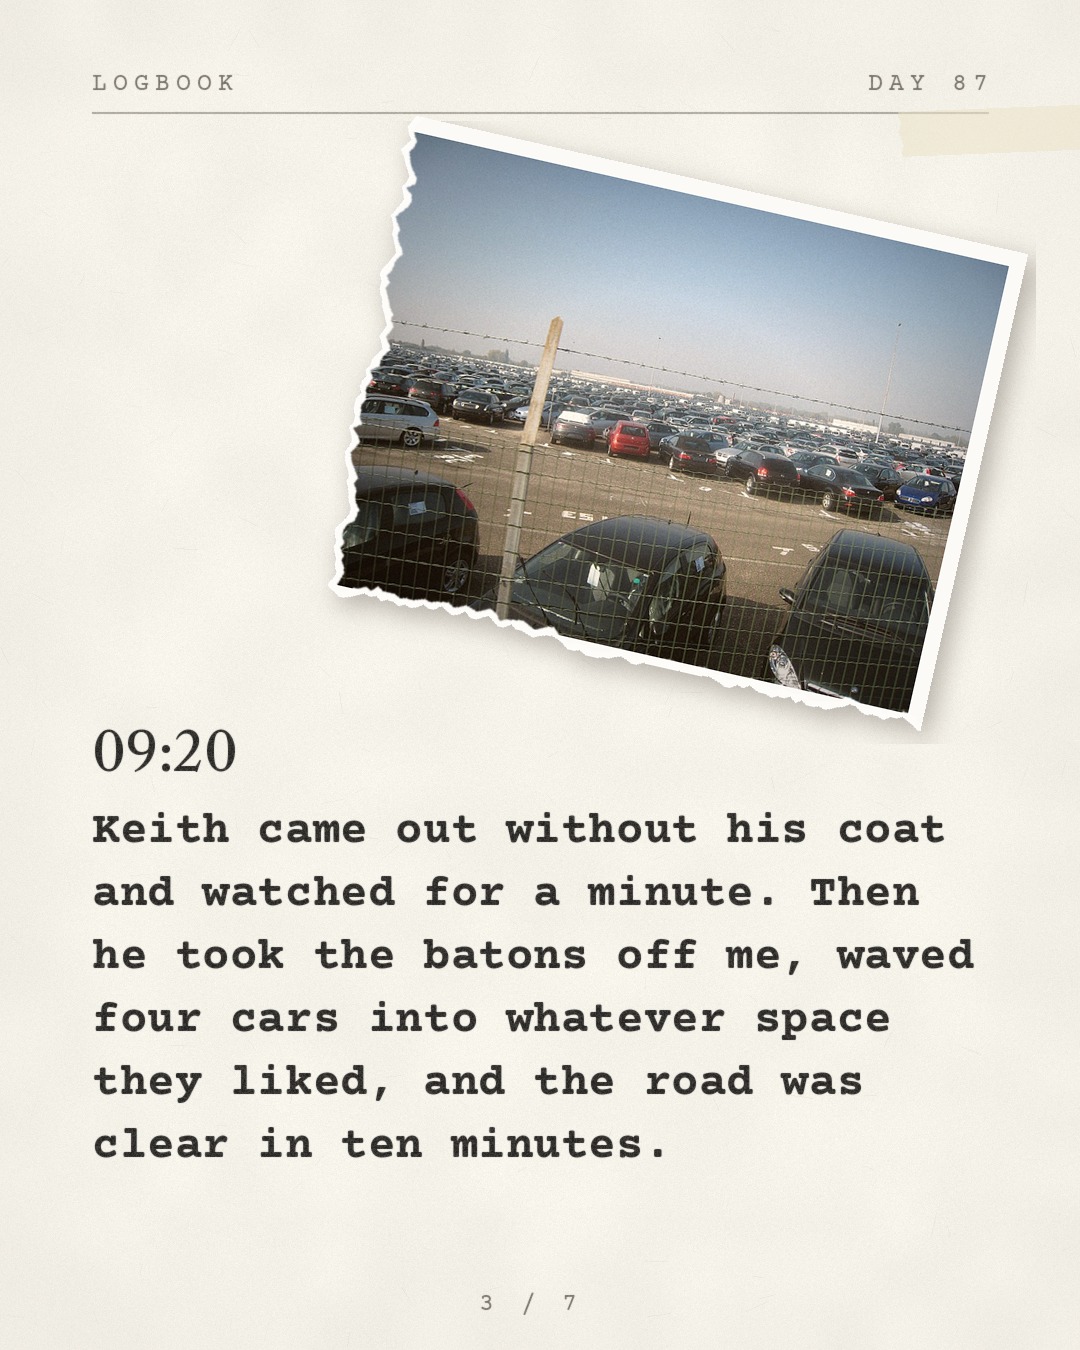 LOGBOOK
DAY 87
09:20
Keith came out without his coat
and watched for a minute. Then
he took the batons off me, waved
four cars into whatever space
they liked, and the road was
clear in ten minutes.
3 / 7